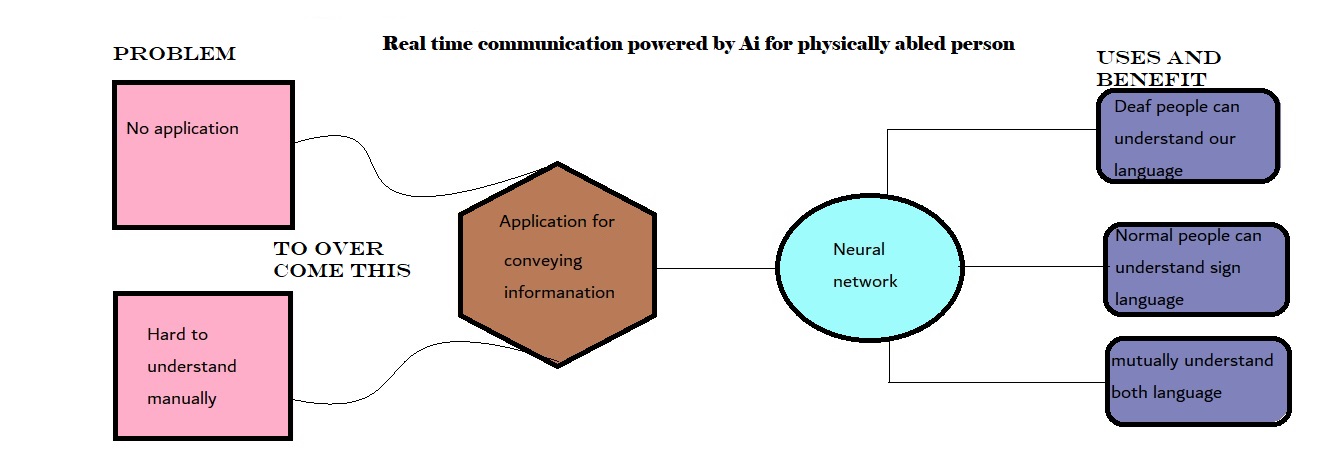 Real time communication powered by Ai for physically abled person
PROBLEM
No application
TO OVER
COME THIS
Hard to
understand
manually
Application for
conveying
informanation
Neural
network
USES AND
BENEFIT
Deaf people can
understand our
language
Normal people can
understand sign
language
mutually understand
both language